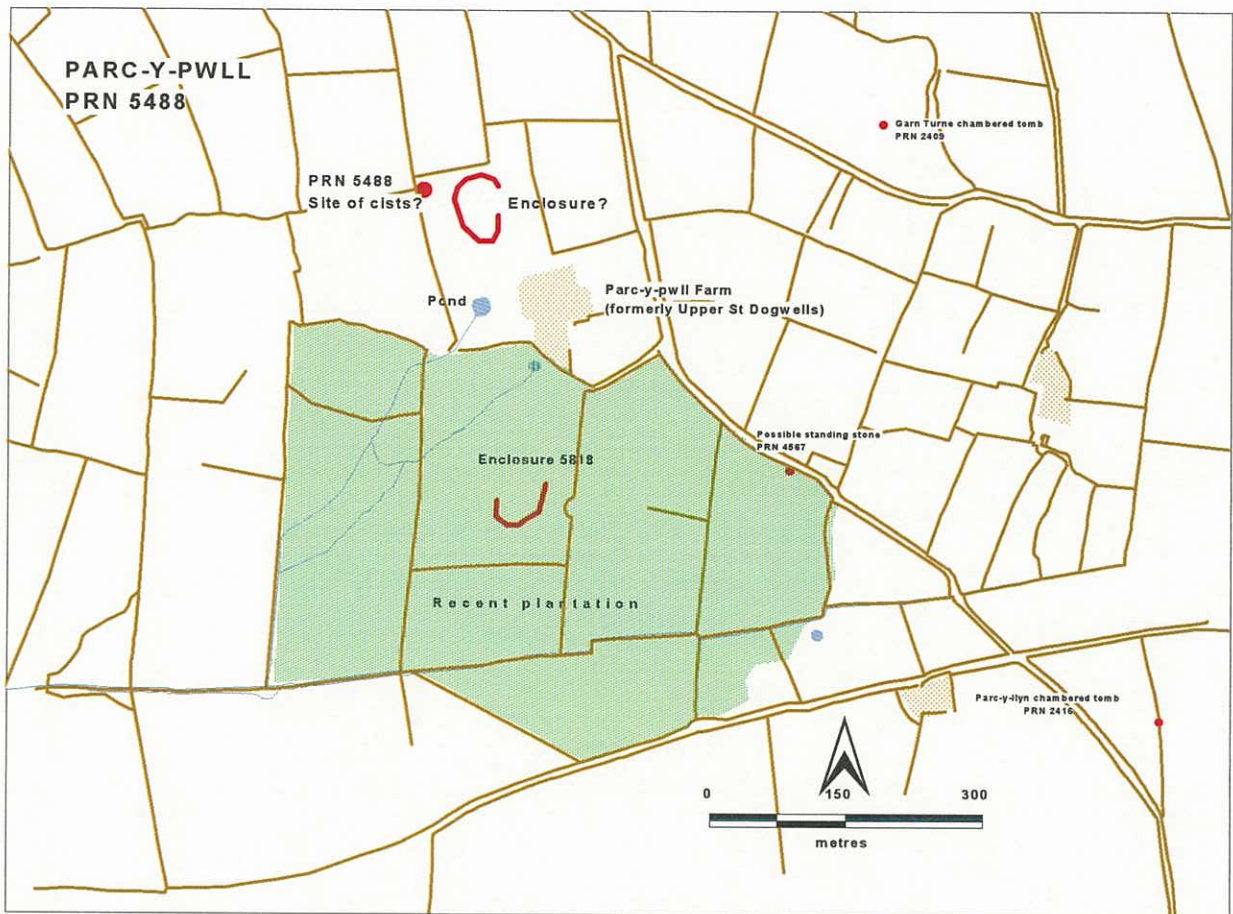 PARC-Y-PWLL
PRN 5488
Garn Turne chambered tomb
PRN 2409
PRN 5488
Site of cists?
Enclosure?
Pond
Parc-y-pwll Farm
(formerly Upper St Dogwells)
Possible standing stone
PRN 4567
Enclosure 5818
Recent plantation
Parc-y-llyn chambered tomb
PRN 2416
0 150 300
metres